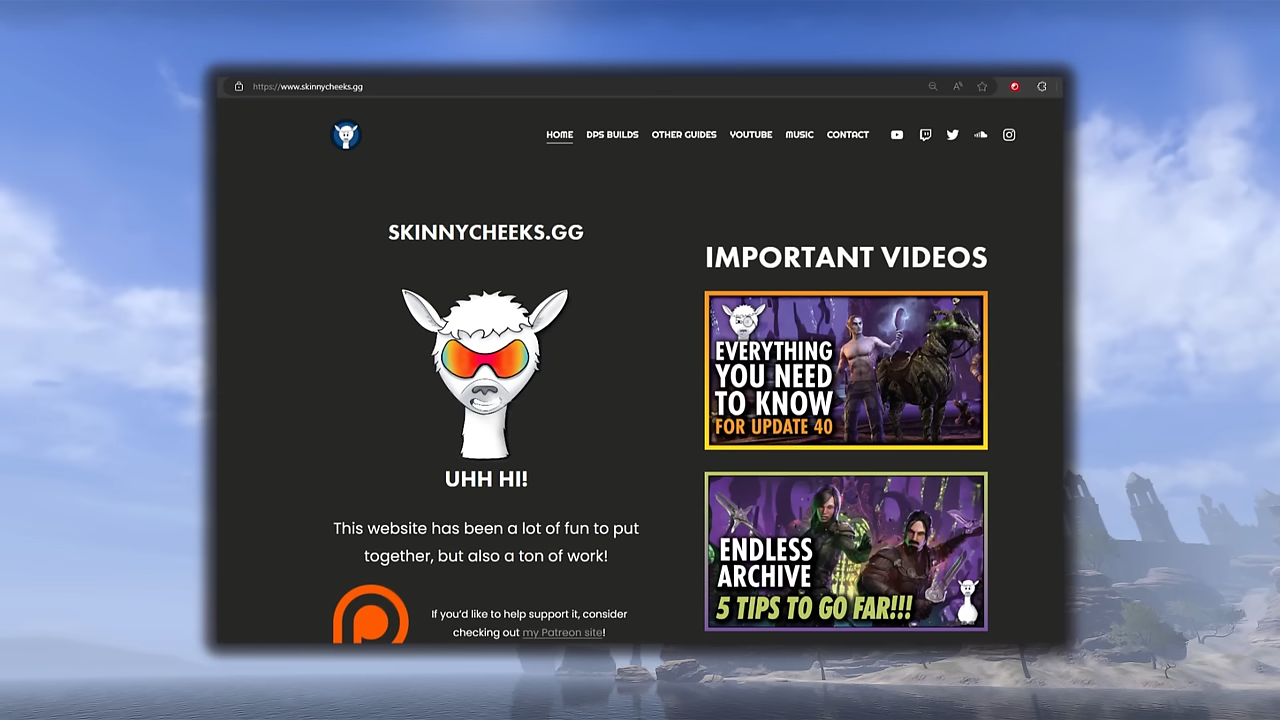 https://www.skinnycheeks.gg
HOME DPS BUILDS OTHER GUIDES YOUTUBE MUSIC CONTACT
SKINNYCHEEKS.GG
UHH HI!
This website has been a lot of fun to put
together, but also a ton of work!
If you'd like to help support it, consider
checking out my Patreon site!
IMPORTANT VIDEOS
EVERYTHING
YOU NEED
TO KNOW
FOR UPDATE 40
ENDLESS
ARCHIVE
5 TIPS TO GO FAR!!!